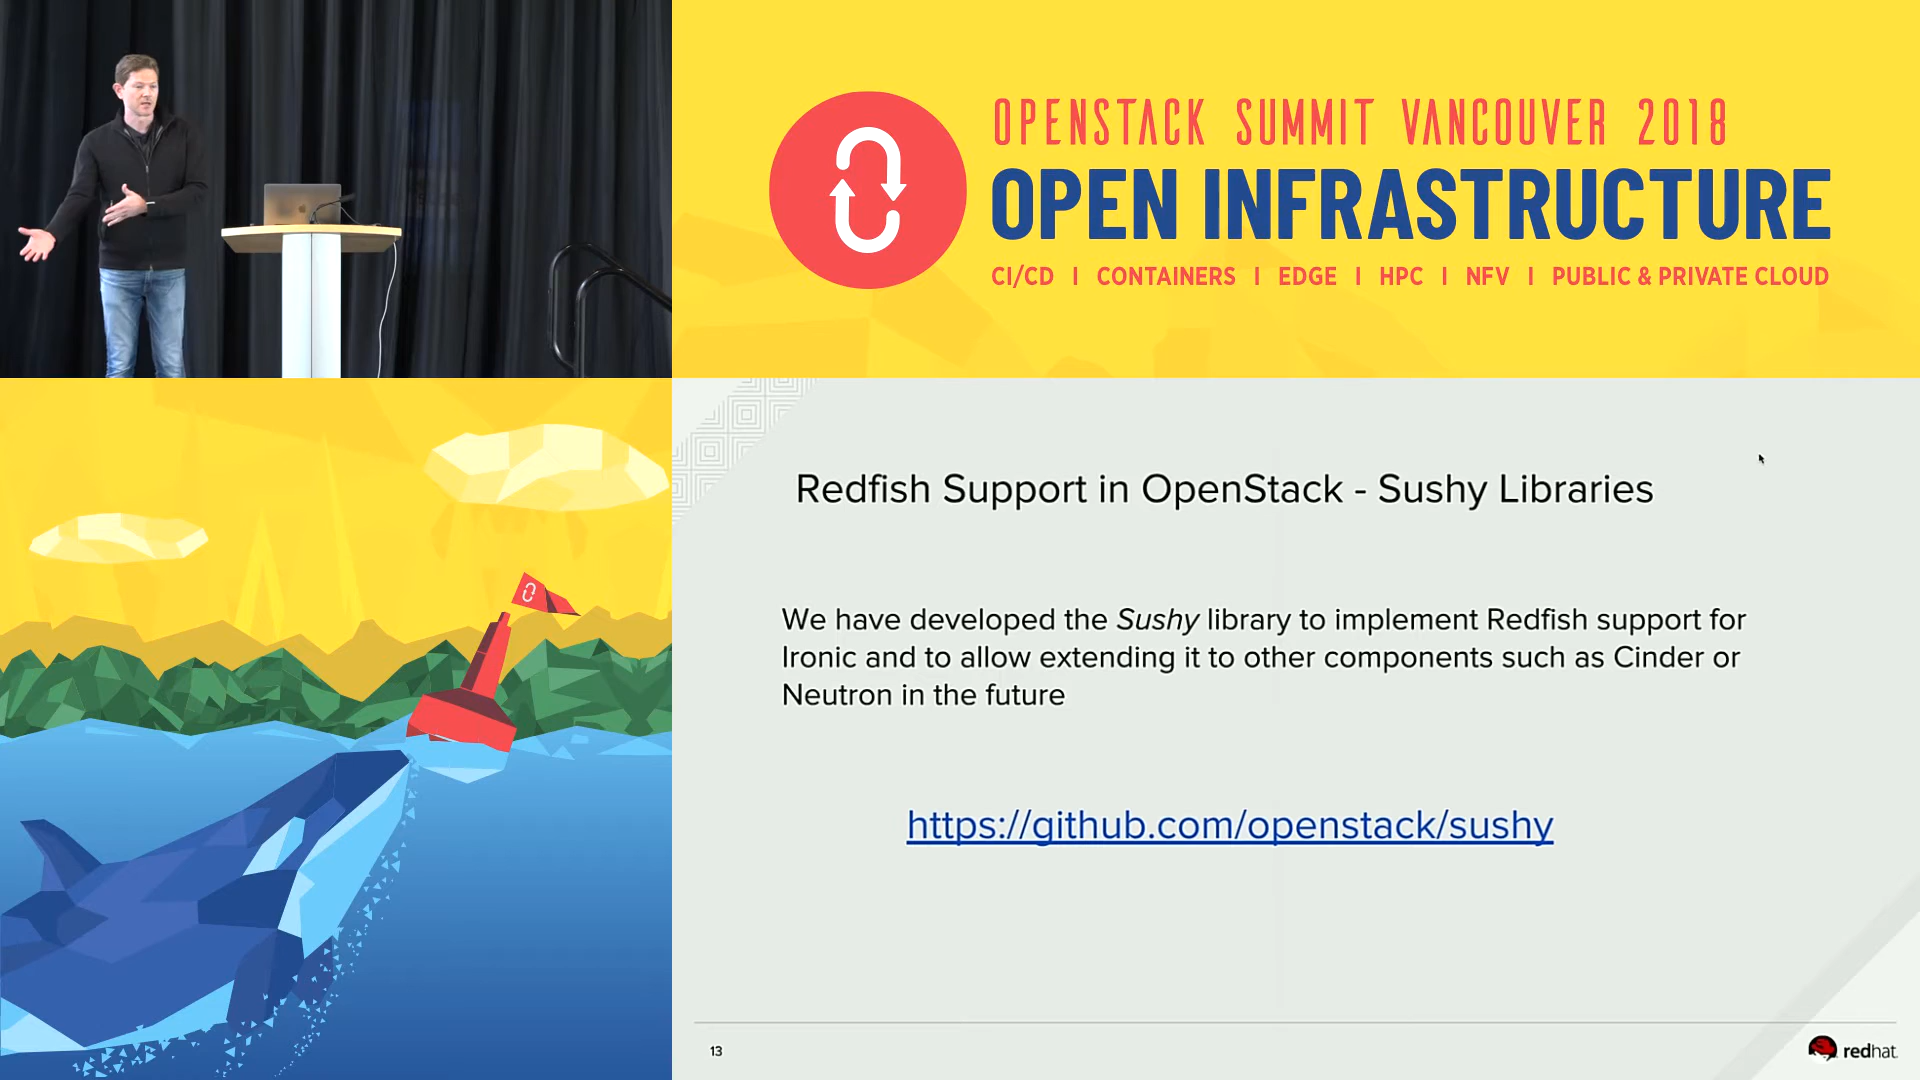 OPENSTACK SUMMIT VANCOUVER 2018
OPEN INFRASTRUCTURE
CI/CD | CONTAINERS | EDGE | HPC | NFV | PUBLIC & PRIVATE CLOUD
Redfish Support in OpenStack - Sushy Libraries
We have developed the Sushy library to implement Redfish support for
Ironic and to allow extending it to other components such as Cinder or
Neutron in the future
https://github.com/openstack/sushy
13
redhat.